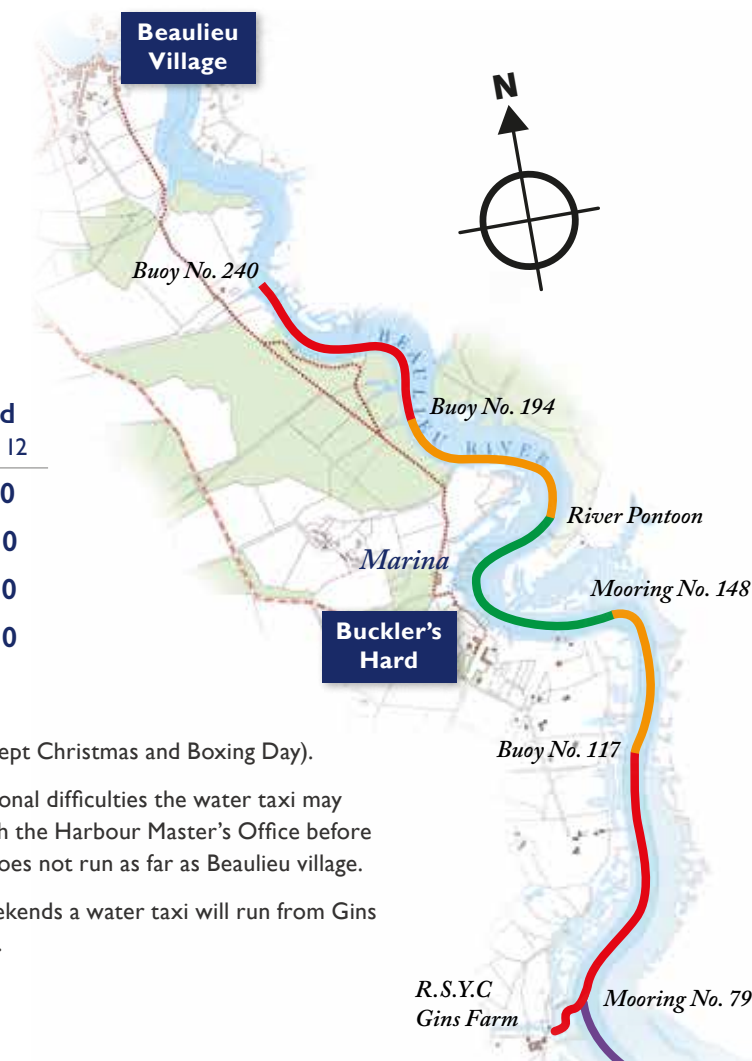 Beaulieu
Village
N
Buoy No. 240
BEAULIEU RIVER
Buoy No. 194
d
12
0
0
0
0
River Pontoon
Marina
Mooring No. 148
Buckler's
Hard
Buoy No. 117
ept Christmas and Boxing Day).
onal difficulties the water taxi may
h the Harbour Master's Office before
oes not run as far as Beaulieu village.
ekends a water taxi will run from Gins
.
R.S.Y.C
Gins Farm
Mooring No. 79